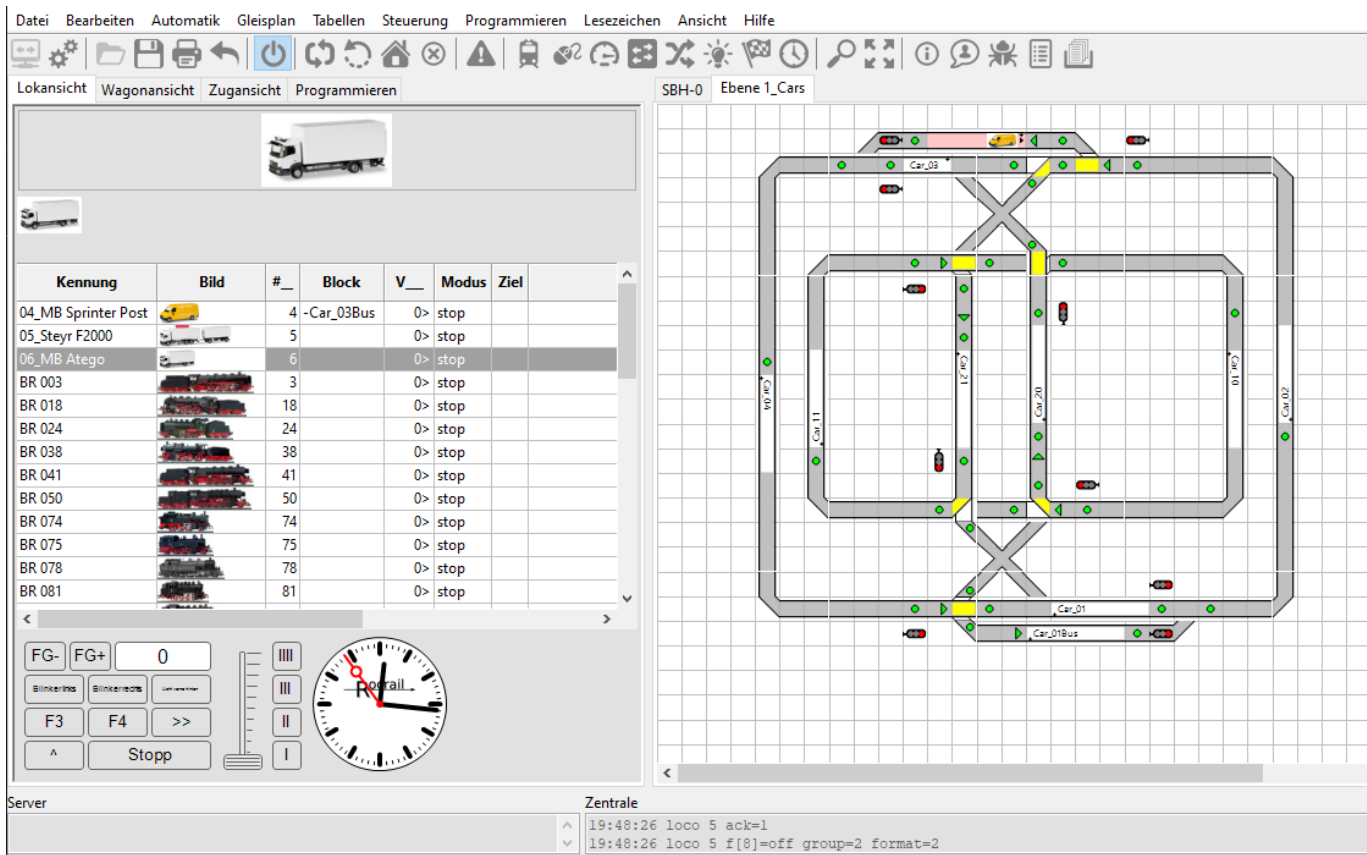 Datei Bearbeiten Automatik Gleisplan Tabellen Steuerung Programmieren Lesezeichen Ansicht Hilfe
Lokansicht Wagonansicht Zugansicht Programmieren
SBH-0 Ebene 1_Cars
Kennung Bild #__ Block V__ Modus Ziel
04_MB Sprinter Post 4 -Car_03Bus 0> stop
05_Steyr F2000 5 0> stop
06_MB Atego 6 0> stop
BR 003 3 0> stop
BR 018 18 0> stop
BR 024 24 0> stop
BR 038 38 0> stop
BR 041 41 0> stop
BR 050 50 0> stop
BR 074 74 0> stop
BR 075 75 0> stop
BR 078 78 0> stop
BR 081 81 0> stop
FG- FG+ 0 IIII
Blinkerlinks Blinkerrechts III
F3 F4 >> II
^ Stopp I
Rocrail
Car_03
Car_04
Car_11
Car_21
Car_20
Car_10
Car_02
Car_01
Car_01Bus
Server
Zentrale
19:48:26 loco 5 ack=1
19:48:26 loco 5 f[8]=off group=2 format=2